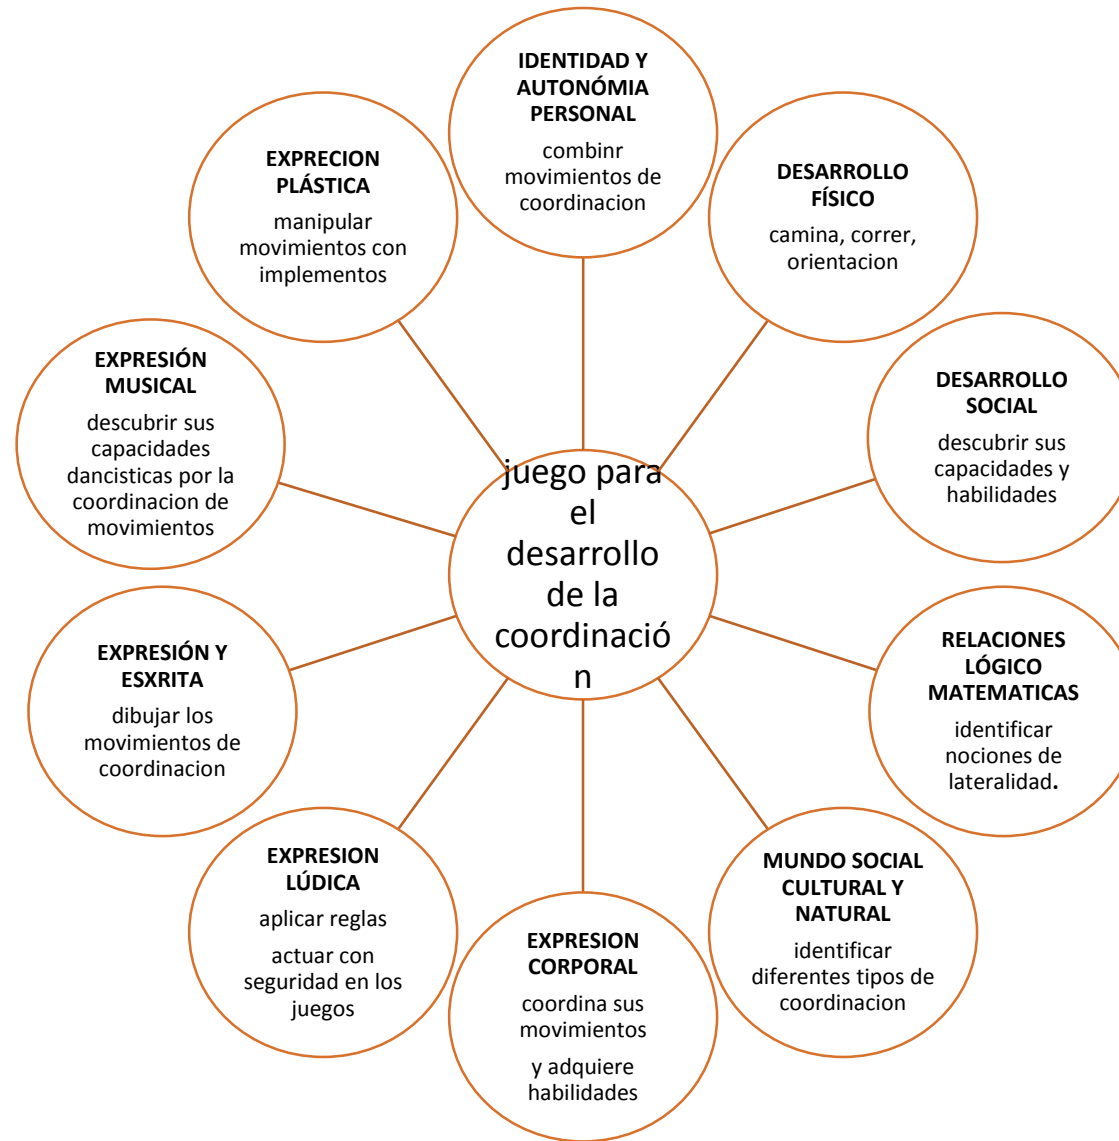 IDENTIDAD Y
AUTONÓMIA
PERSONAL
combinr
movimientos de
coordinacion
DESARROLLO
FÍSICO
camina, correr,
orientacion
DESARROLLO
SOCIAL
descubrir sus
capacidades y
habilidades
RELACIONES
LÓGICO
MATEMATICAS
identificar
nociones de
lateralidad.
MUNDO SOCIAL
CULTURAL Y
NATURAL
identificar
diferentes tipos de
coordinacion
EXPRESION
CORPORAL
coordina sus
movimientos
y adquiere
habilidades
EXPRESION
LÚDICA
aplicar reglas
actuar con
seguridad en los
juegos
EXPRESIÓN Y
ESXRITA
dibujar los
movimientos de
coordinacion
EXPRESIÓN
MUSICAL
descubrir sus
capacidades
dancisticas por la
coordinacion de
movimientos
EXPRECION
PLÁSTICA
manipular
movimientos con
implementos
juego para
el
desarrollo
de la
coordinació
n